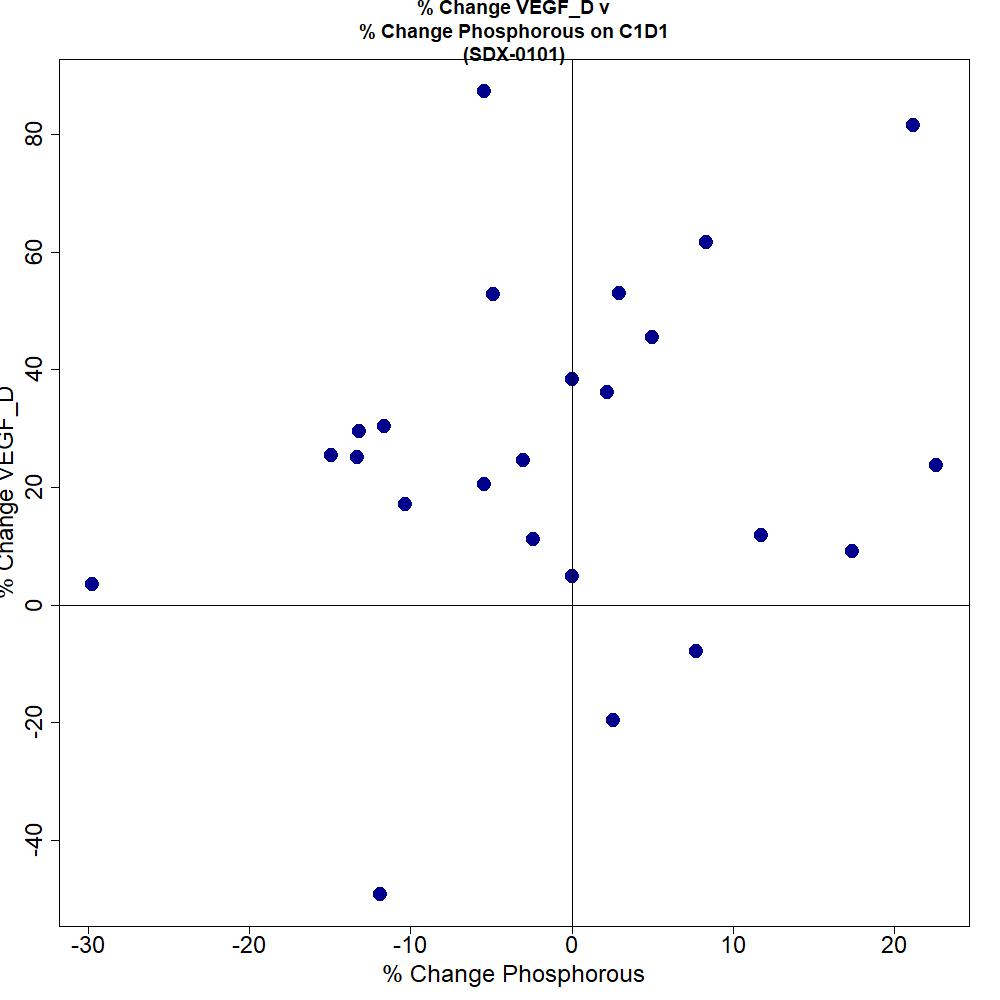 % Change VEGF_D v
% Change Phosphorous on C1D1
(SDX-0101)
% Change VEGF_D
80
60
40
20
0
-20
-40
-30 -20 -10 0 10 20
% Change Phosphorous